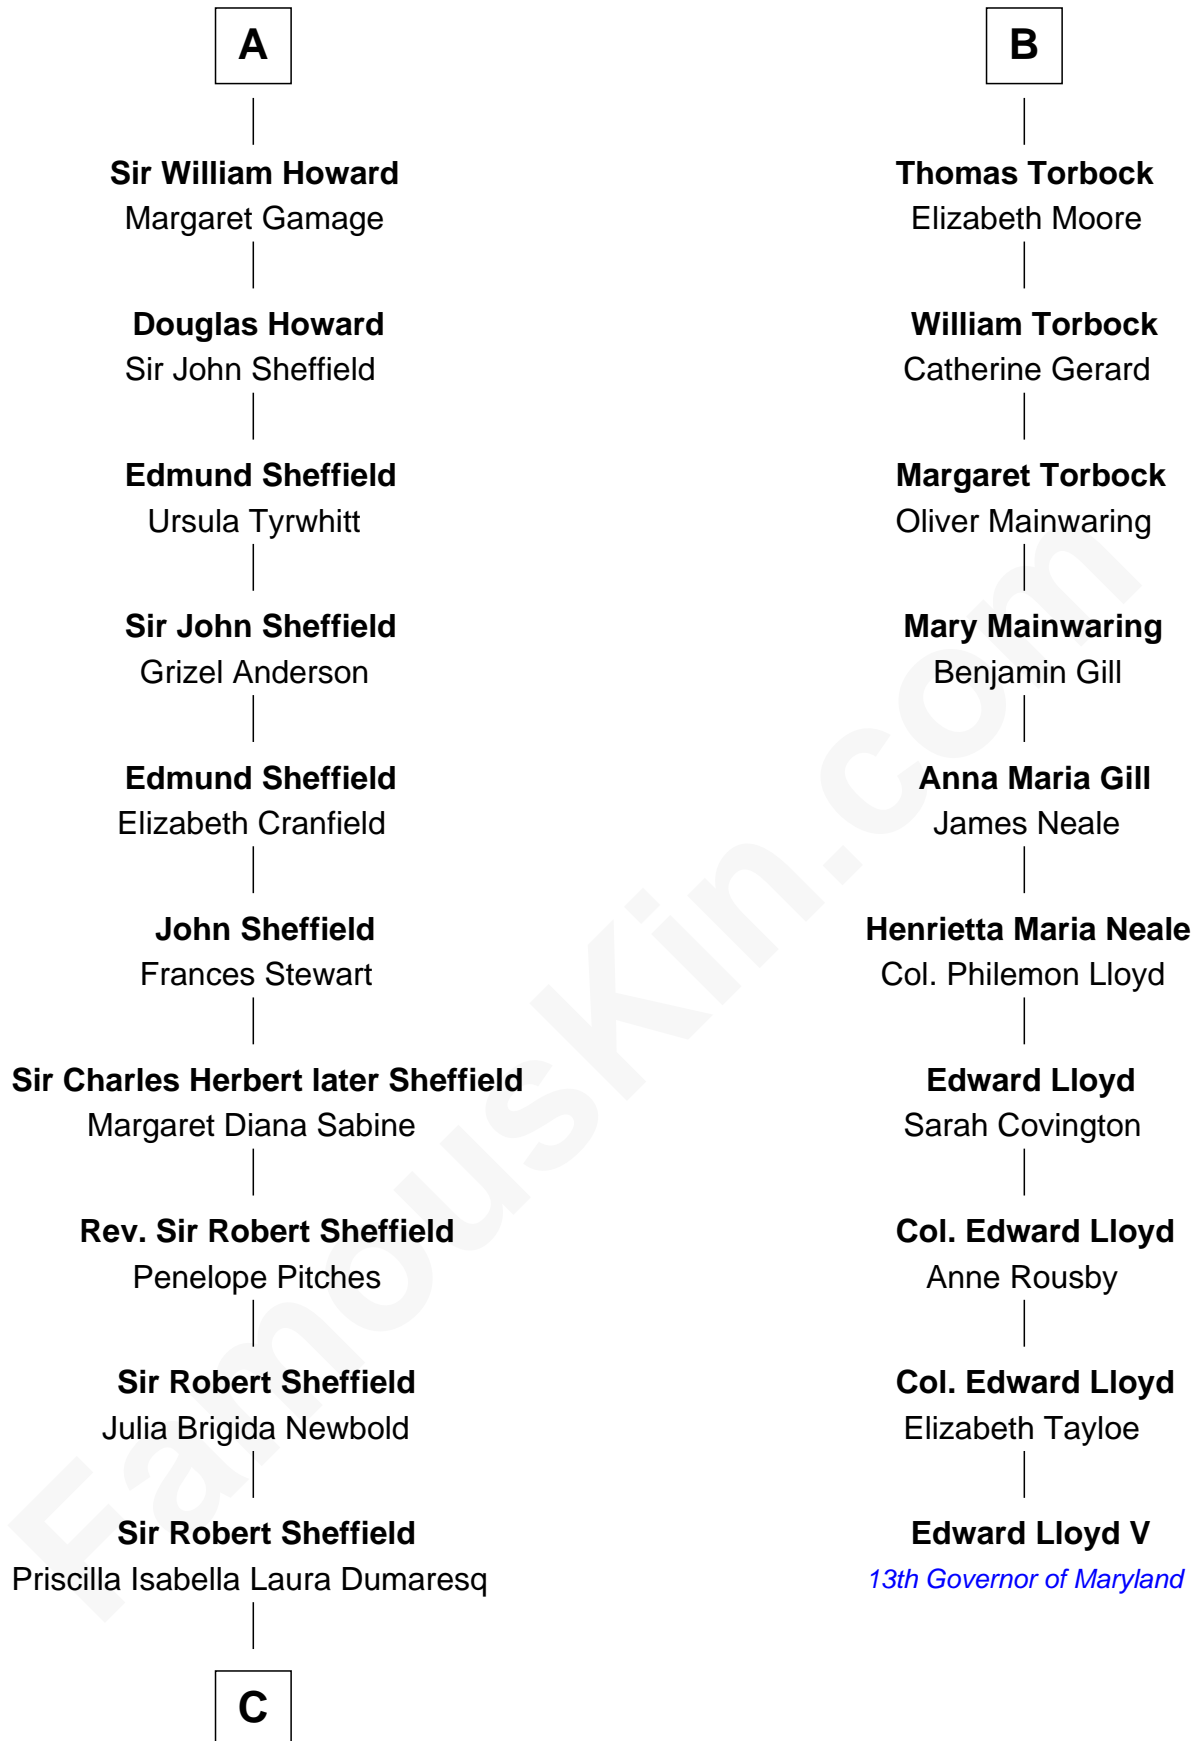 A
Sir William Howard
Margaret Gamage
Douglas Howard
Sir John Sheffield
Edmund Sheffield
Ursula Tyrwhitt
Sir John Sheffield
Grizel Anderson
Edmund Sheffield
Elizabeth Cranfield
John Sheffield
Frances Stewart
Sir Charles Herbert later Sheffield
Margaret Diana Sabine
Rev. Sir Robert Sheffield
Penelope Pitches
Sir Robert Sheffield
Julia Brigida Newbold
Sir Robert Sheffield
Priscilla Isabella Laura Dumaresq
C
B
Thomas Torbock
Elizabeth Moore
William Torbock
Catherine Gerard
Margaret Torbock
Oliver Mainwaring
Mary Mainwaring
Benjamin Gill
Anna Maria Gill
James Neale
Henrietta Maria Neale
Col. Philemon Lloyd
Edward Lloyd
Sarah Covington
Col. Edward Lloyd
Anne Rousby
Col. Edward Lloyd
Elizabeth Tayloe
Edward Lloyd V
13th Governor of Maryland
FamousKin.com